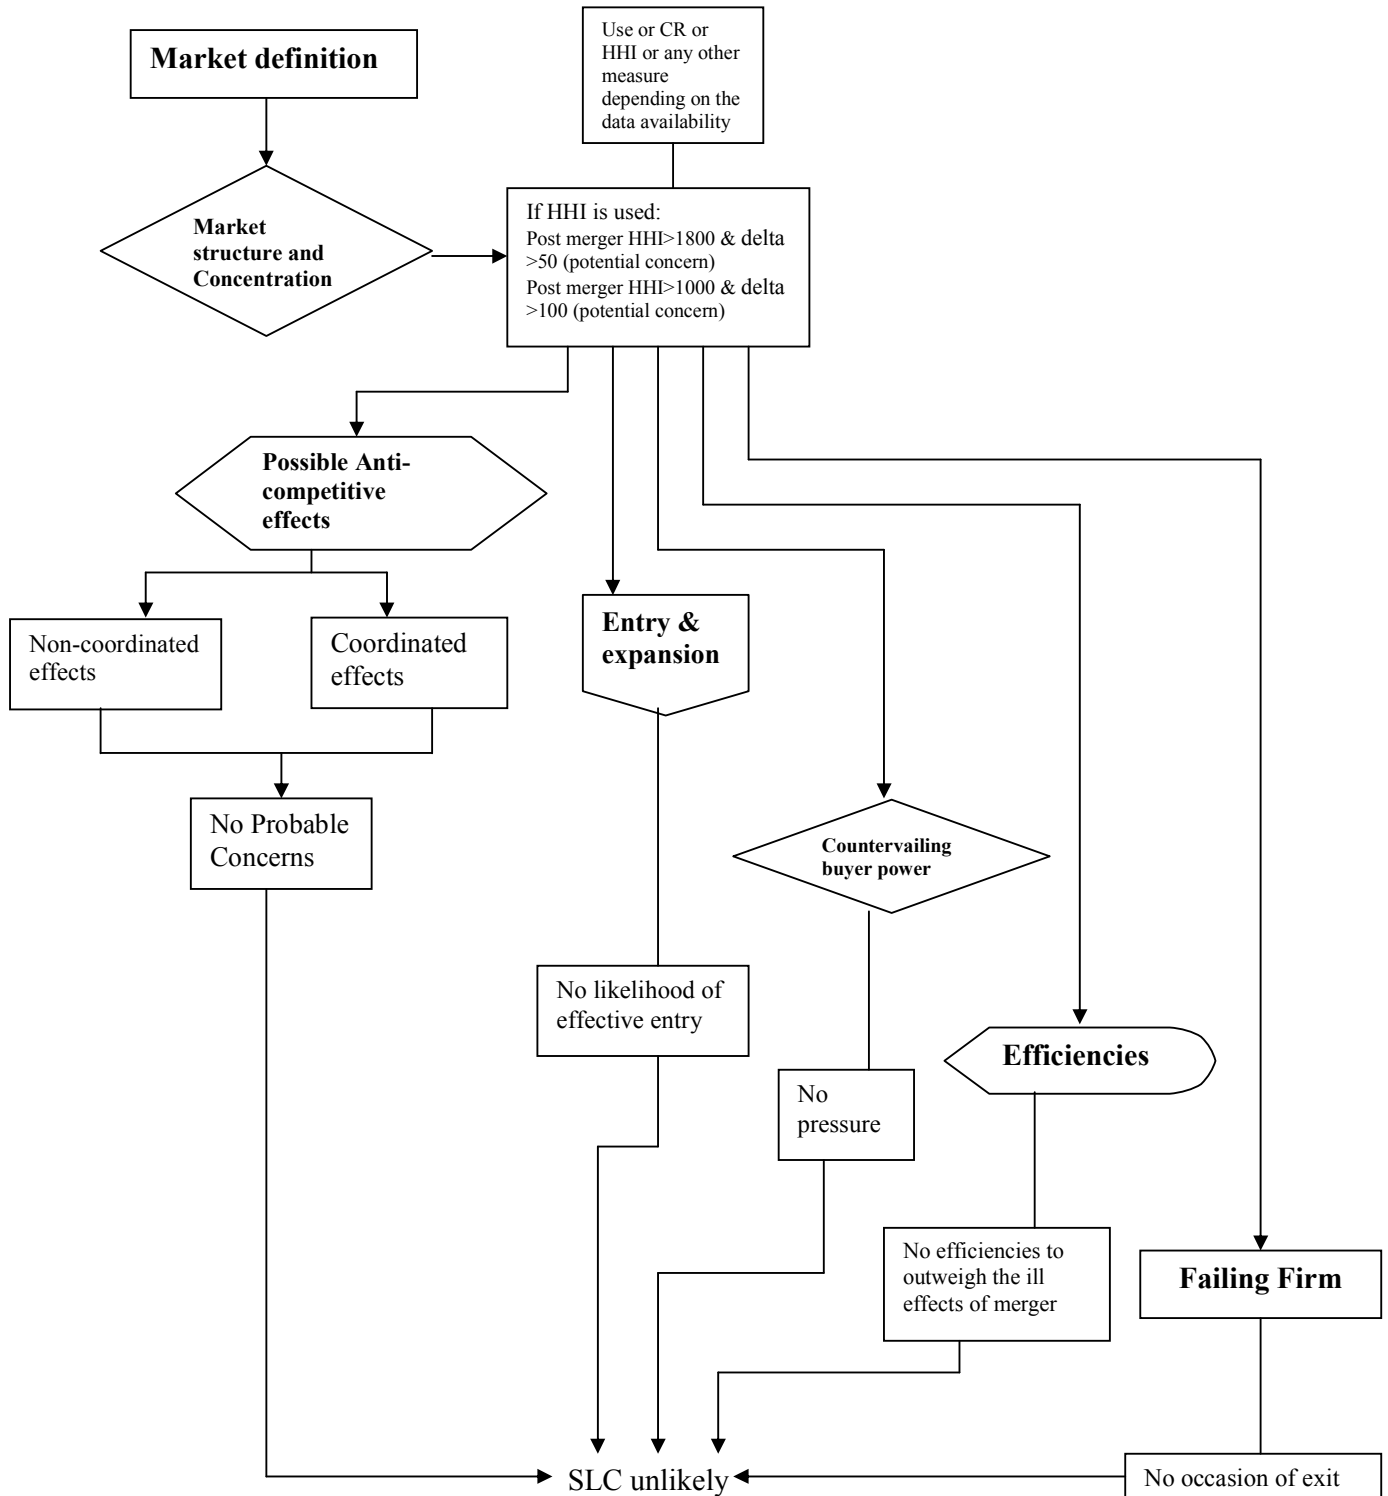 Market definition
Use or CR or
HHI or any other
measure
depending on the
data availability
Market
structure and
Concentration
If HHI is used:
Post merger HHI>1800 & delta
>50 (potential concern)
Post merger HHI>1000 & delta
>100 (potential concern)
Possible Anti-
competitive
effects
Non-coordinated
effects
Coordinated
effects
Entry &
expansion
No Probable
Concerns
Countervailing
buyer power
No likelihood of
effective entry
Efficiencies
No
pressure
No efficiencies to
outweigh the ill
effects of merger
Failing Firm
SLC unlikely
No occasion of exit